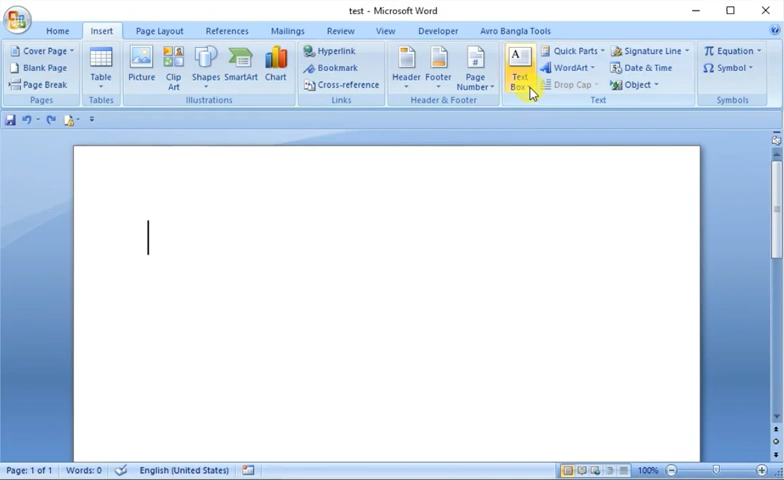 test - Microsoft Word
Home Insert Page Layout References Mailings Review View Developer Avro Bangla Tools
Cover Page
Blank Page
Page Break
Pages
Table
Tables
Picture
Clip
Art
Shapes
SmartArt
Chart
Illustrations
Hyperlink
Bookmark
Cross-reference
Links
Header
Footer
Page
Number
Header & Footer
A
Text
Box
Quick Parts
WordArt
Drop Cap
Signature Line
Date & Time
Object
Text
π Equation
Ω Symbol
Symbols
Page: 1 of 1 Words: 0 English (United States) 100%